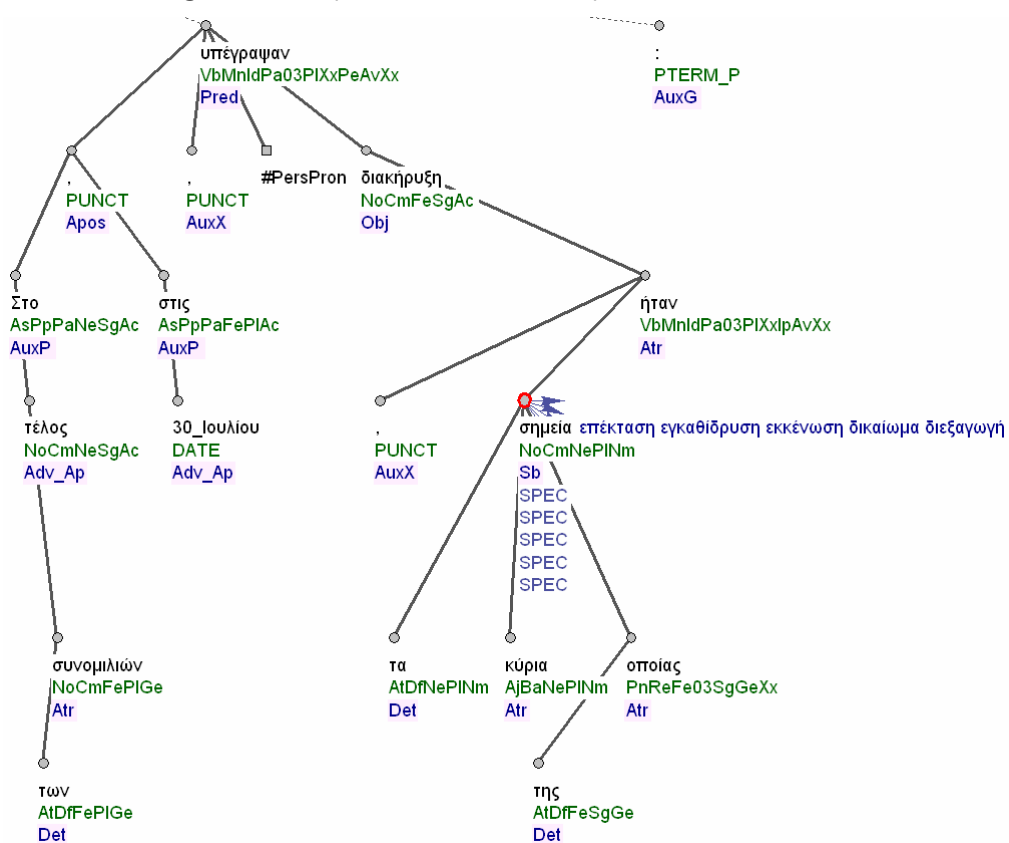 υπέγραψαν :
VbMnIdPa03PlXxPeAvXx PTERM_P
Pred AuxG
, , #PersPron διακήρυξη
PUNCT PUNCT NoCmFeSgAc
Apos AuxX Obj
Στο στις ήταν
AsPpPaNeSgAc AsPpPaFePlAc VbMnIdPa03PlXxIpAvXx
AuxP AuxP Atr
τέλος 30_Ιουλίου , σημεία επέκταση εγκαθίδρυση εκκένωση δικαίωμα διεξαγωγή
NoCmNeSgAc DATE PUNCT NoCmNePlNm
Adv_Ap Adv_Ap AuxX Sb
SPEC
SPEC
SPEC
SPEC
SPEC
συνομιλιών τα κύρια οποίας
NoCmFePlGe AtDfNePlNm AjBaNePlNm PnReFe03SgGeXx
Atr Det Atr Atr
των της
AtDfFePlGe AtDfFeSgGe
Det Det